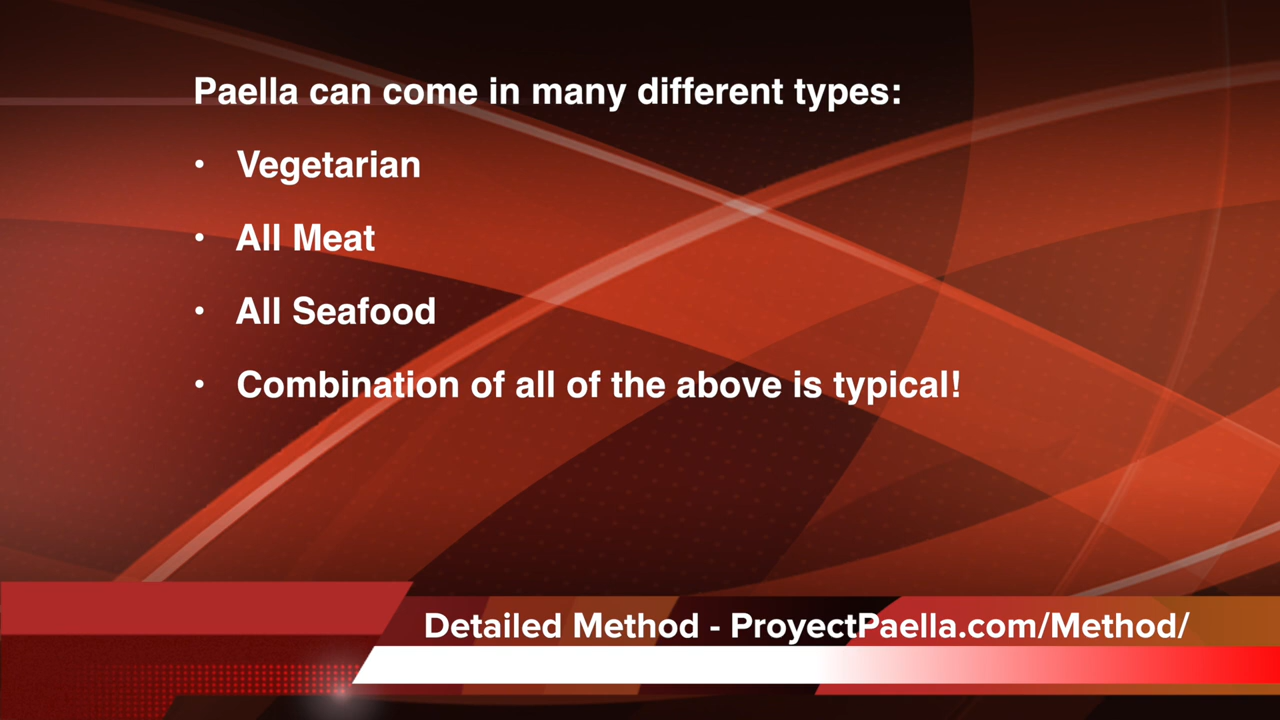 Paella can come in many different types:
• Vegetarian
• All Meat
• All Seafood
• Combination of all of the above is typical!
Detailed Method - ProyectPaella.com/Method/